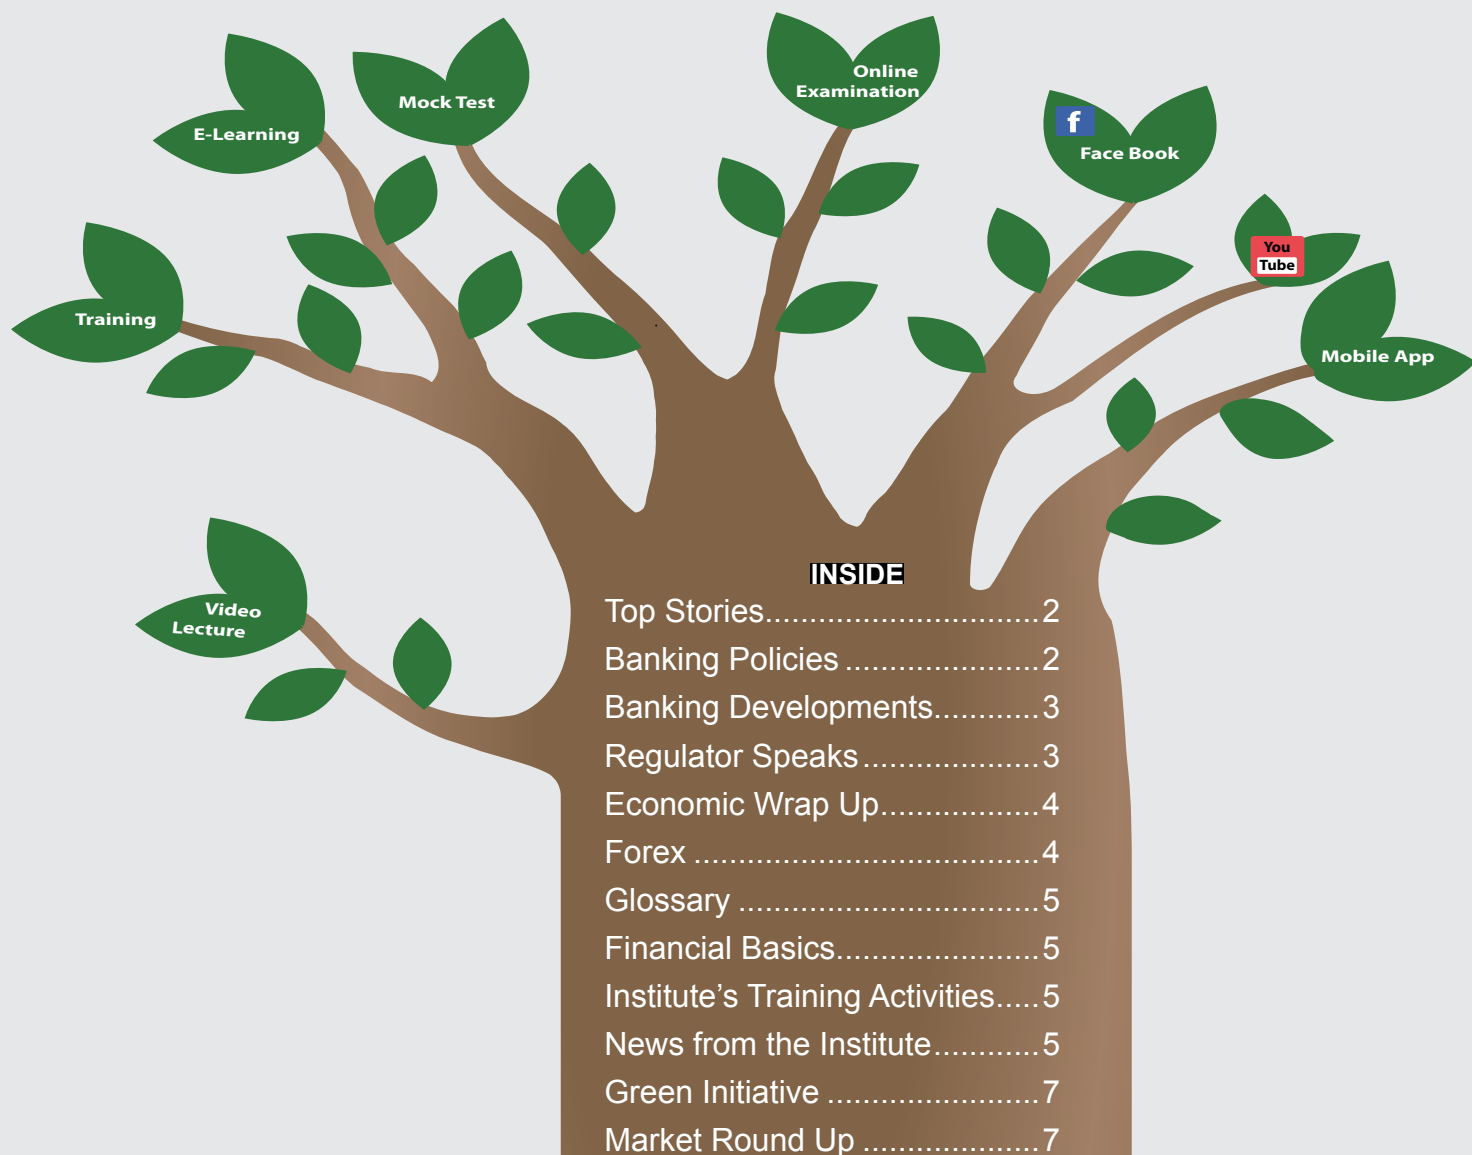 Mock Test
Online
Examination
E-Learning
f
Face Book
You
Tube
Training
Mobile App
Video
Lecture
INSIDE
Top Stories...............................2
Banking Policies ......................2
Banking Developments............3
Regulator Speaks....................3
Economic Wrap Up..................4
Forex .......................................4
Glossary ..................................5
Financial Basics.......................5
Institute’s Training Activities.....5
News from the Institute............5
Green Initiative ........................7
Market Round Up ....................7